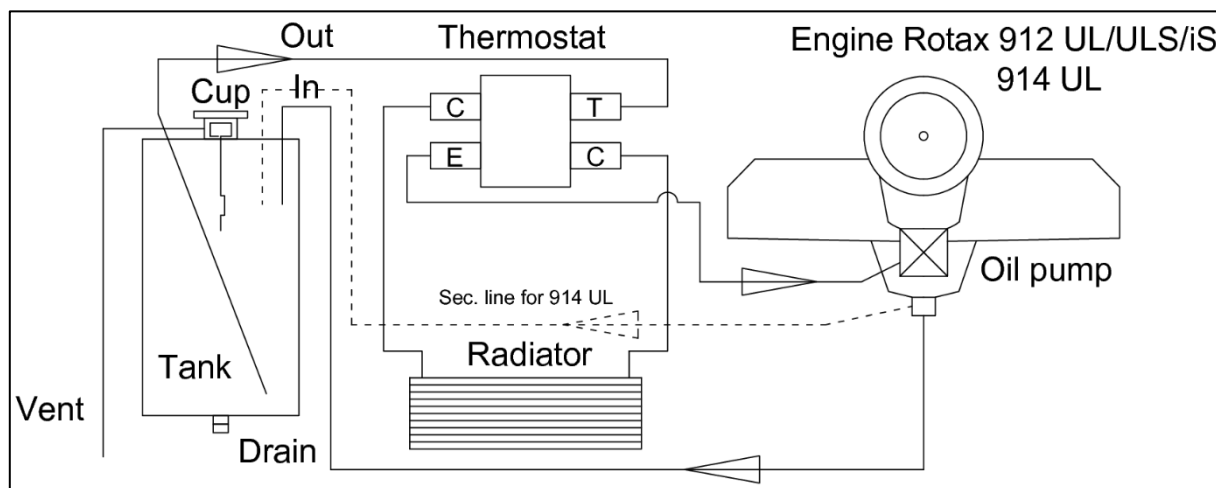 Out
Thermostat
Engine Rotax 912 UL/ULS/iS
914 UL
In
Cup
C
T
E
C
Oil pump
Sec. line for 914 UL
Radiator
Tank
Vent
Drain